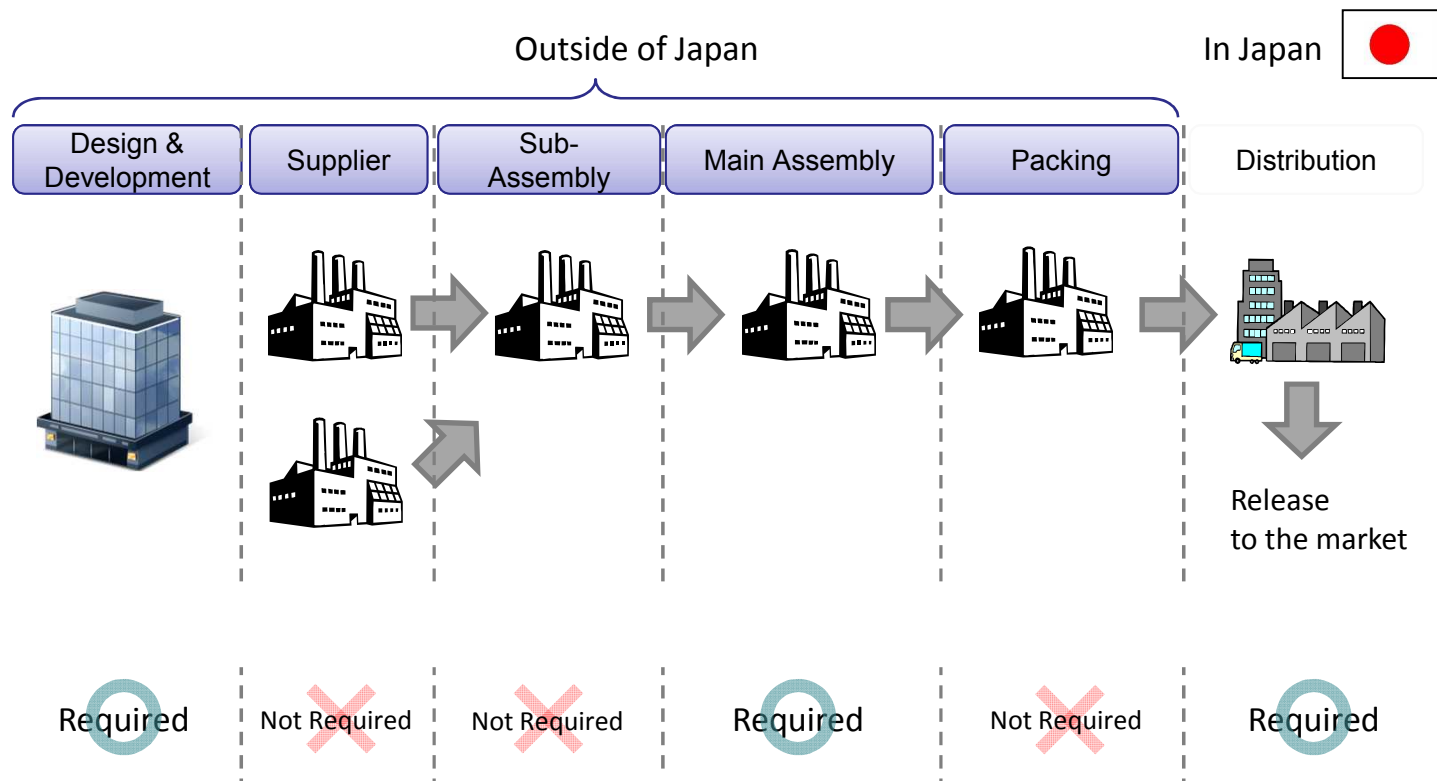 Outside of Japan
In Japan
Design &
Development
Supplier
Sub-
Assembly
Main Assembly
Packing
Distribution
Release
to the market
Required
Not Required
Not Required
Required
Not Required
Required